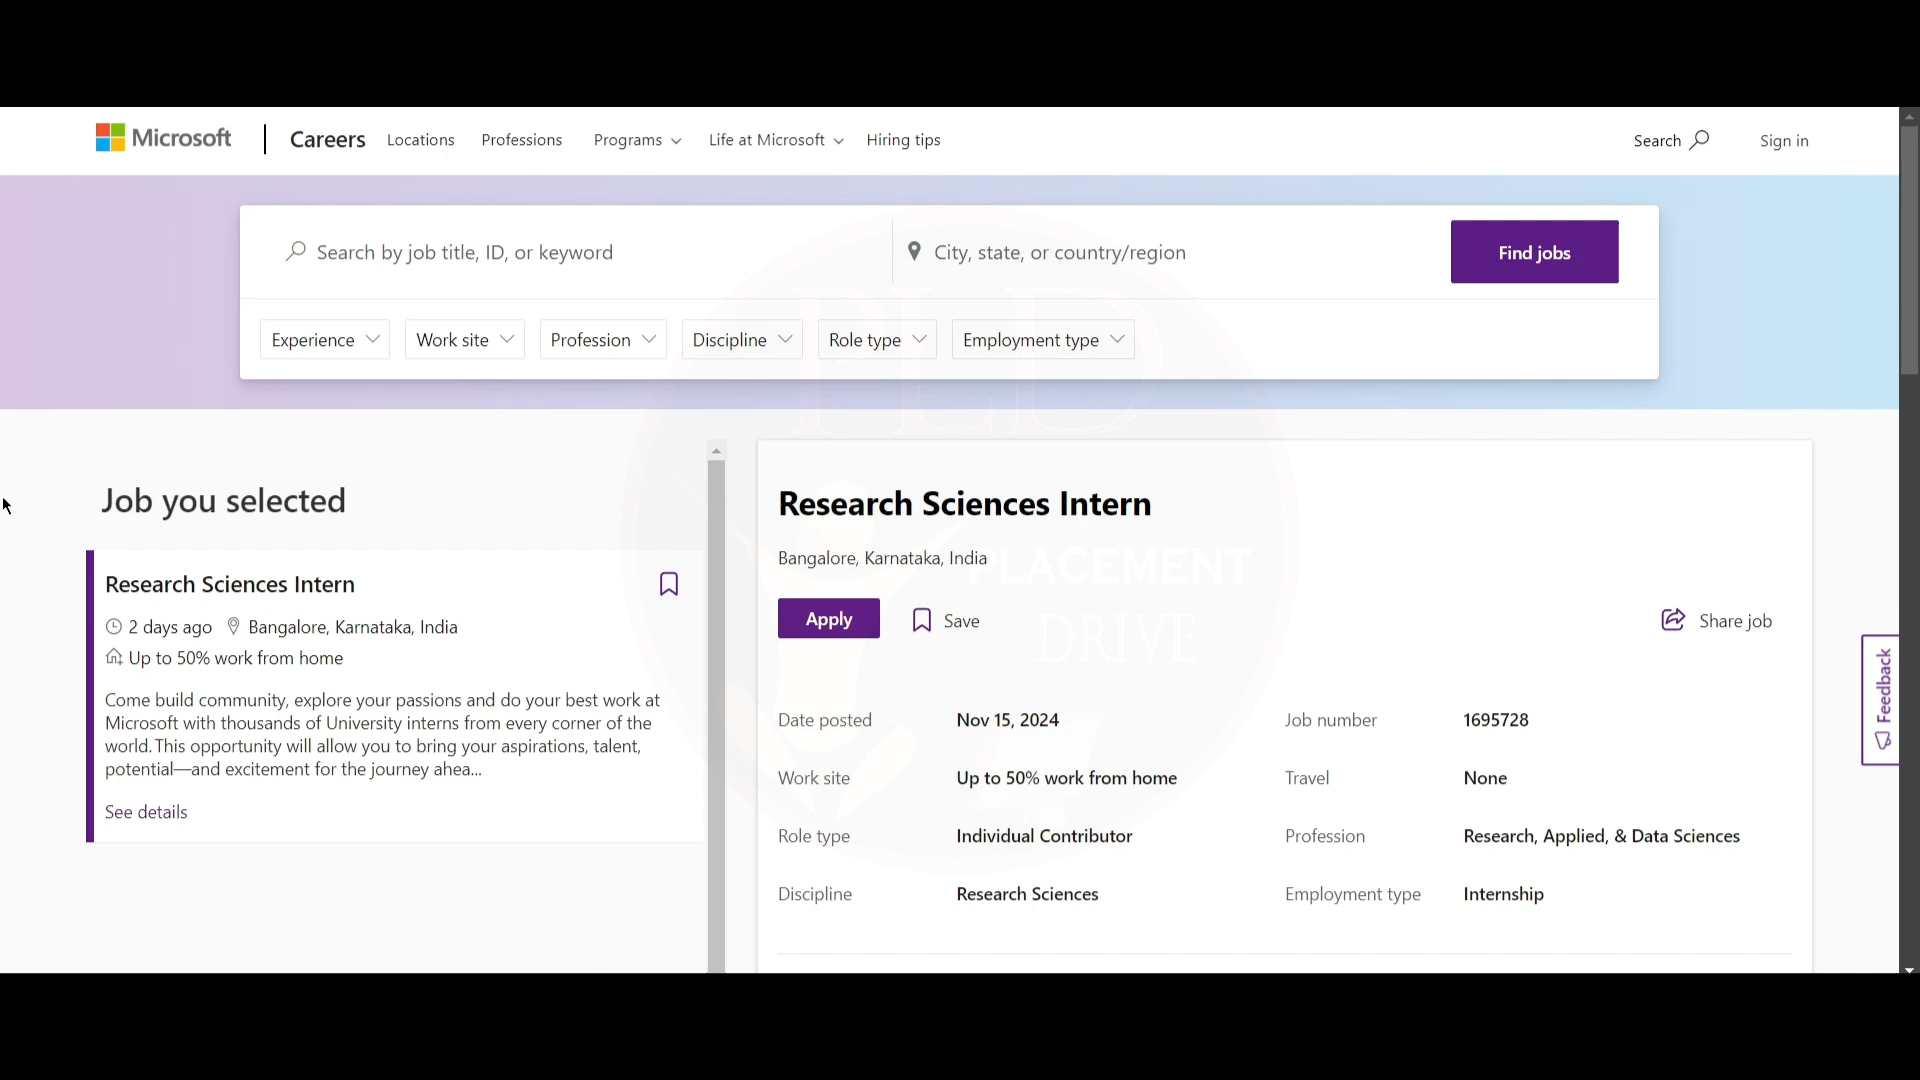 Microsoft | Careers Locations Professions Programs Life at Microsoft Hiring tips Search Sign in
Search by job title, ID, or keyword City, state, or country/region Find jobs
Experience Work site Profession Discipline Role type Employment type
PLD
Job you selected
Research Sciences Intern
2 days ago Bangalore, Karnataka, India
Up to 50% work from home
Come build community, explore your passions and do your best work at
Microsoft with thousands of University interns from every corner of the
world. This opportunity will allow you to bring your aspirations, talent,
potential—and excitement for the journey ahea...
See details
Research Sciences Intern
Bangalore, Karnataka, India
PLACEMENT
DRIVE
Apply Save Share job
Date posted Nov 15, 2024 Job number 1695728
Work site Up to 50% work from home Travel None
Role type Individual Contributor Profession Research, Applied, & Data Sciences
Discipline Research Sciences Employment type Internship
Feedback